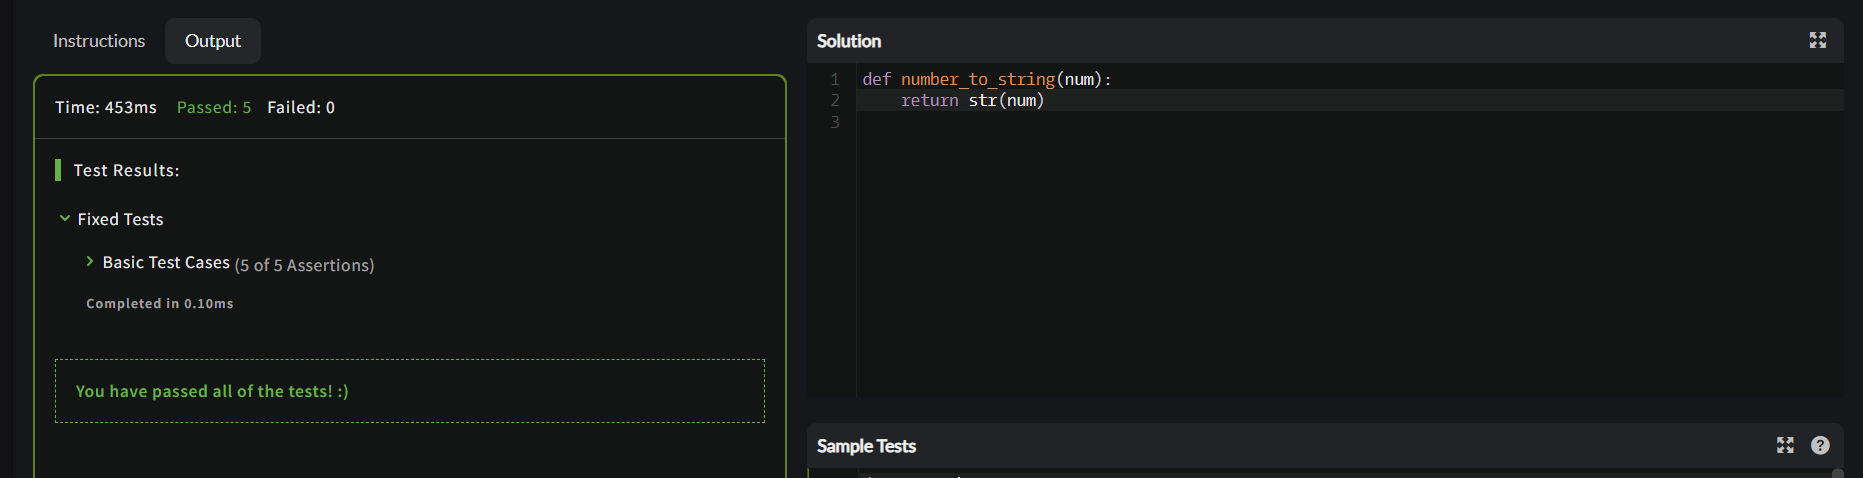 Instructions
Output
Time: 453ms Passed: 5 Failed: 0
Test Results:
Fixed Tests
Basic Test Cases (5 of 5 Assertions)
Completed in 0.10ms
You have passed all of the tests! :)
Solution
1 def number_to_string(num):
2     return str(num)
3
Sample Tests
?